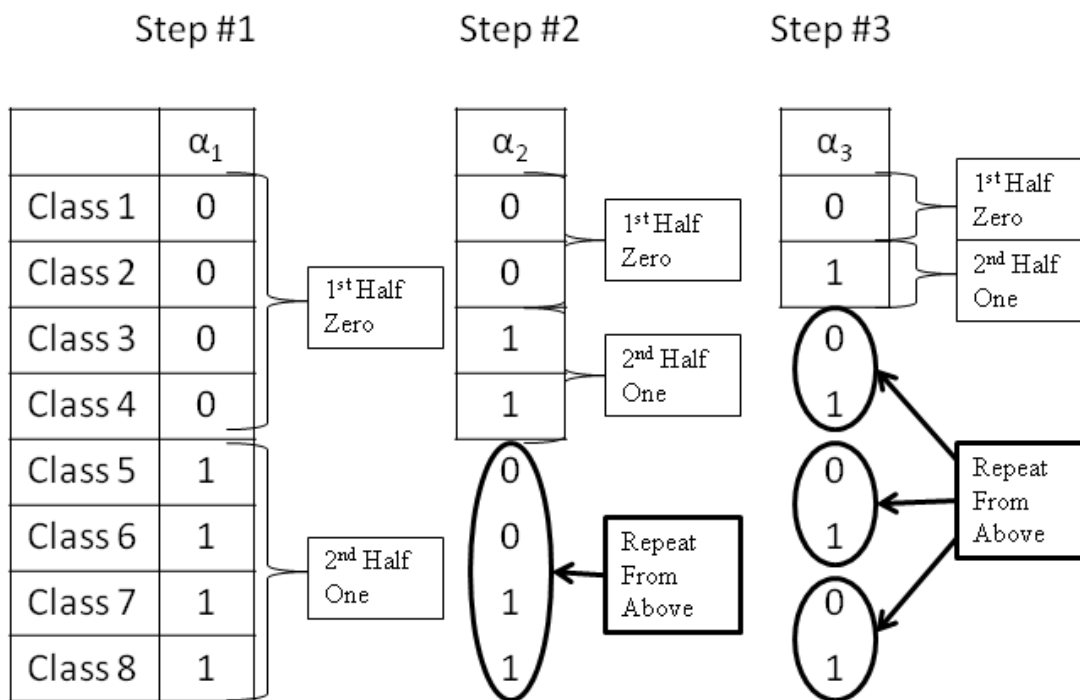 Step #1 Step #2 Step #3
α1 α2 α3
Class 1 0 0 0
Class 2 0 0 1
Class 3 0 1 0
Class 4 0 1 1
Class 5 1 0 0
Class 6 1 0 1
Class 7 1 1 0
Class 8 1 1 1
1st Half
Zero
2nd Half
One
1st Half
Zero
2nd Half
One
Repeat
From
Above
1st Half
Zero
2nd Half
One
Repeat
From
Above